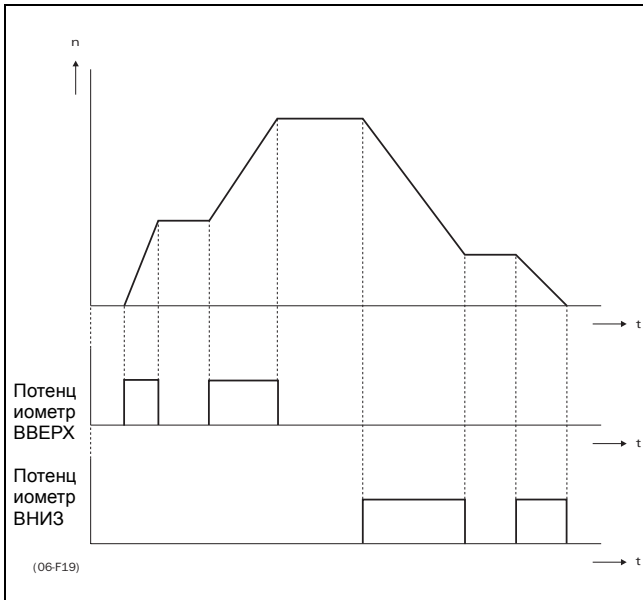 n
t
Потенц
иометр
ВВЕРХ
t
Потенц
иометр
ВНИЗ
t
(06-F19)